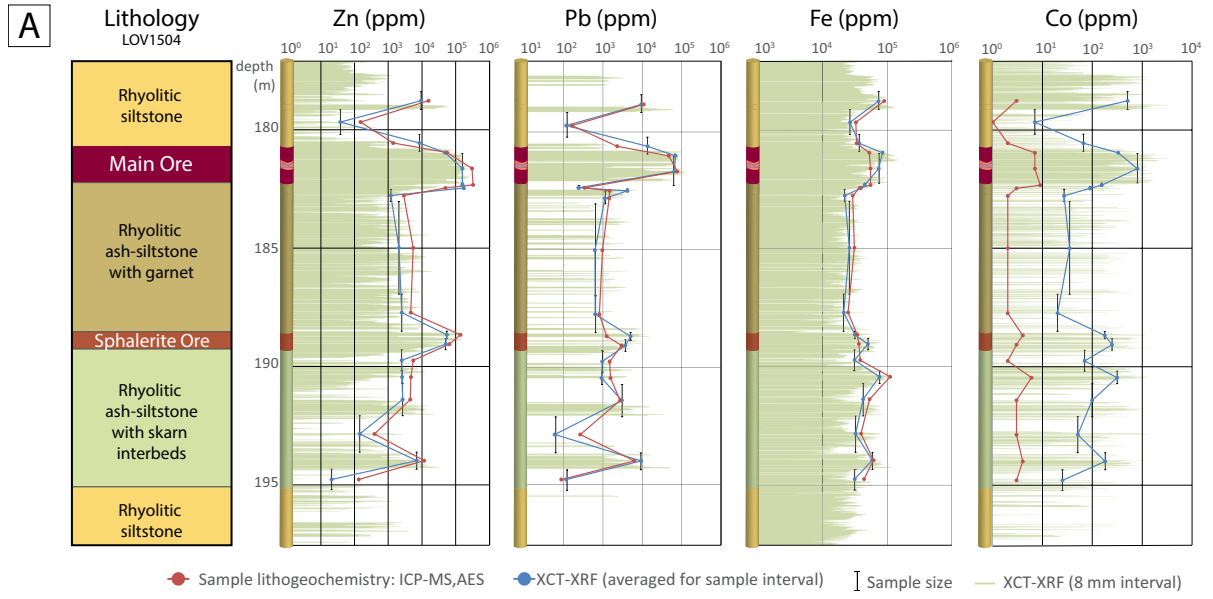 A
Lithology
LOV1504
Zn (ppm)
Pb (ppm)
Fe (ppm)
Co (ppm)
depth
(m)
10⁰ 10¹ 10² 10³ 10⁴ 10⁵ 10⁶
10¹ 10² 10³ 10⁴ 10⁵ 10⁶
10³ 10⁴ 10⁵ 10⁶
10⁰ 10¹ 10² 10³ 10⁴
Rhyolitic
siltstone
180
Main Ore
Rhyolitic
ash-siltstone
with garnet
185
Sphalerite Ore
190
Rhyolitic
ash-siltstone
with skarn
interbeds
195
Rhyolitic
siltstone
Sample lithogeochemistry: ICP-MS,AES
XCT-XRF (averaged for sample interval)
Sample size
XCT-XRF (8 mm interval)